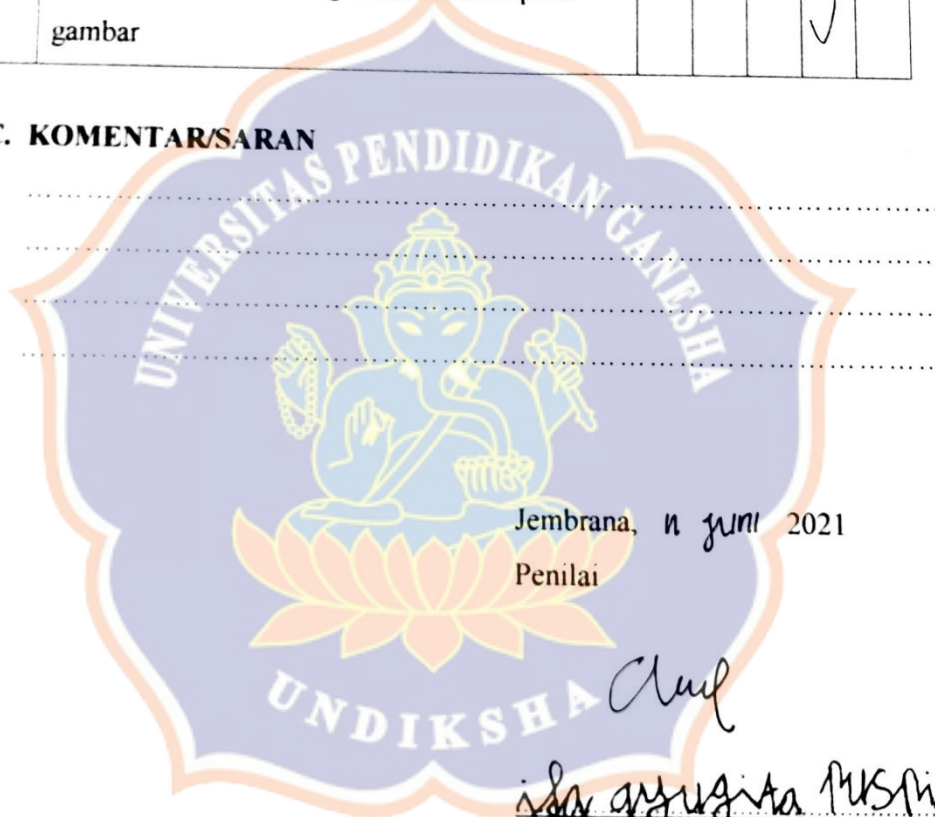 gambar
C. KOMENTAR/SARAN
UNIVERSITAS PENDIDIKAN GANESHA
Jembrana, 11 juni 2021
Penilai
UNDIKSHA